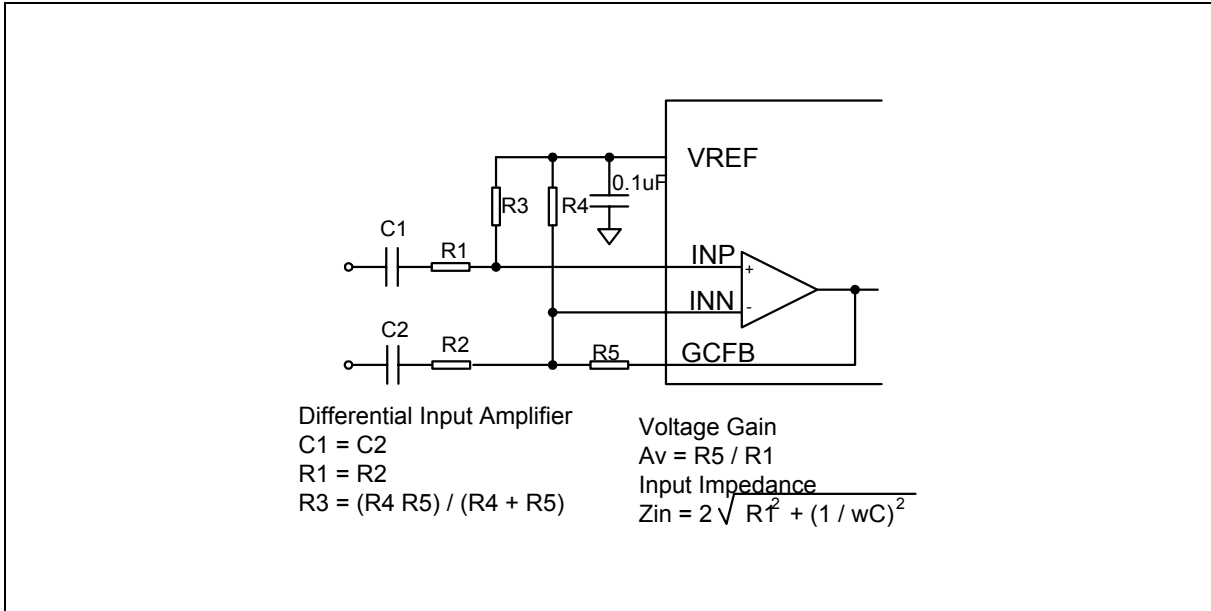 VREF
0.1uF
R3
R4
C1
R1
INP
+
INN
-
C2
R2
R5
GCFB
Differential Input Amplifier
C1 = C2
R1 = R2
R3 = (R4 R5) / (R4 + R5)
Voltage Gain
Av = R5 / R1
Input Impedance
Zin = 2√ R1² + (1 / wC)²